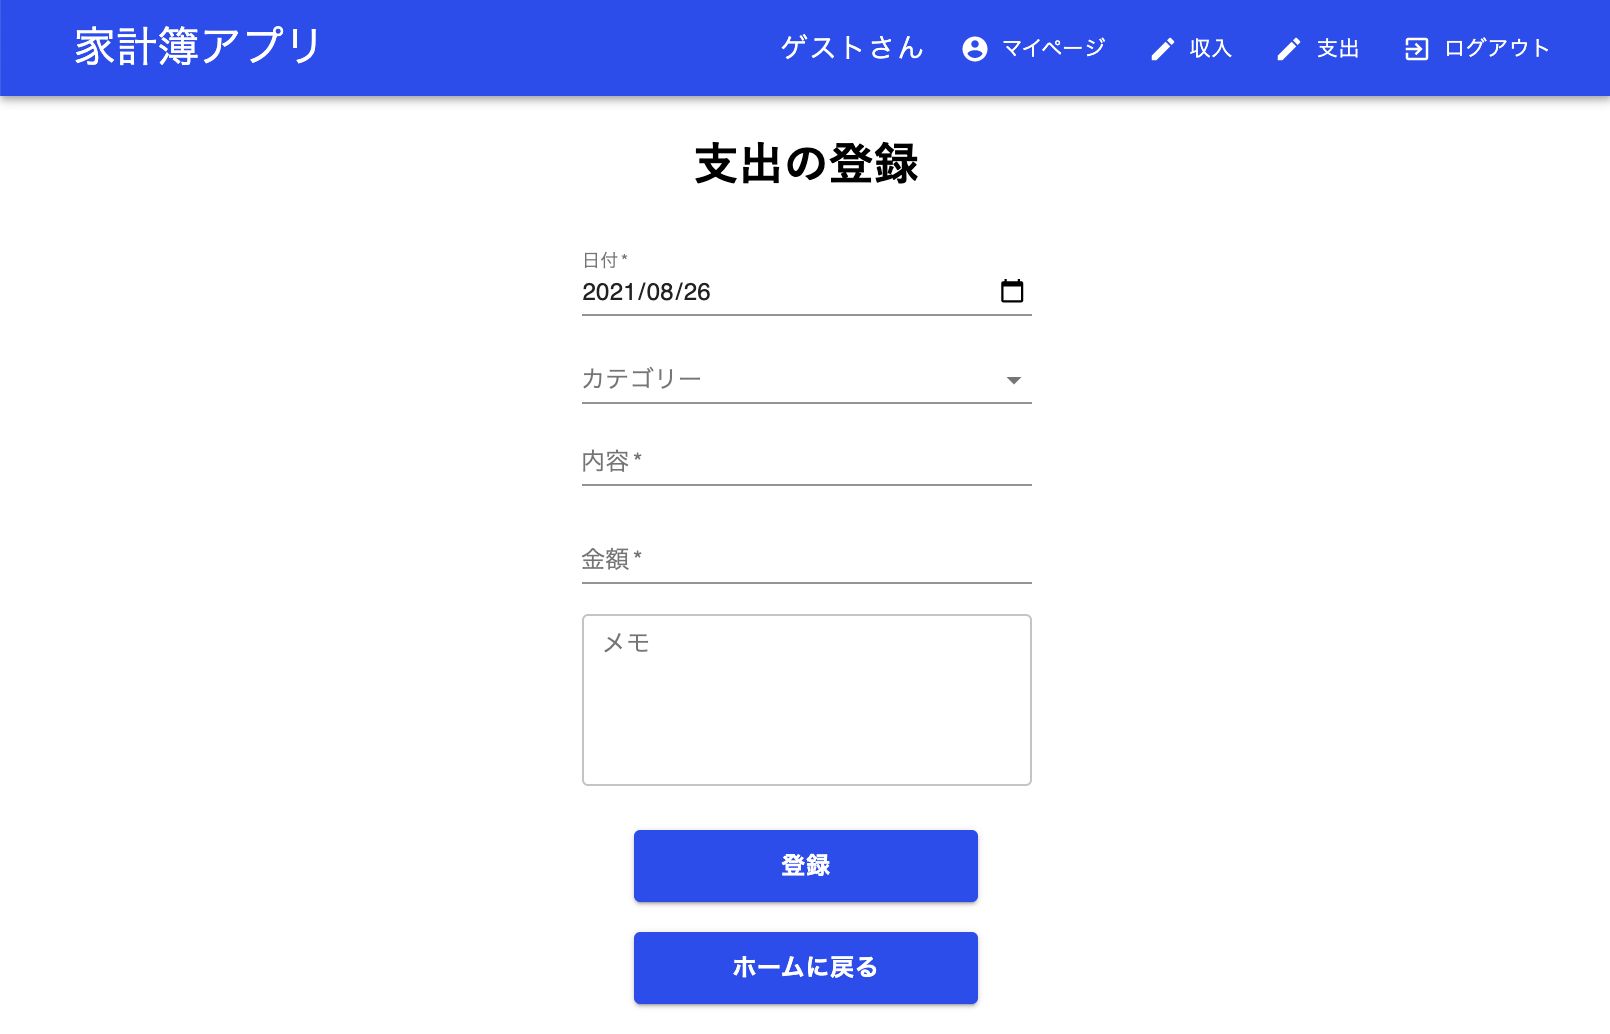 家計簿アプリ
ゲストさん マイページ 収入 支出 ログアウト
支出の登録
日付*
2021/08/26
カテゴリー
内容*
金額*
メモ
登録
ホームに戻る